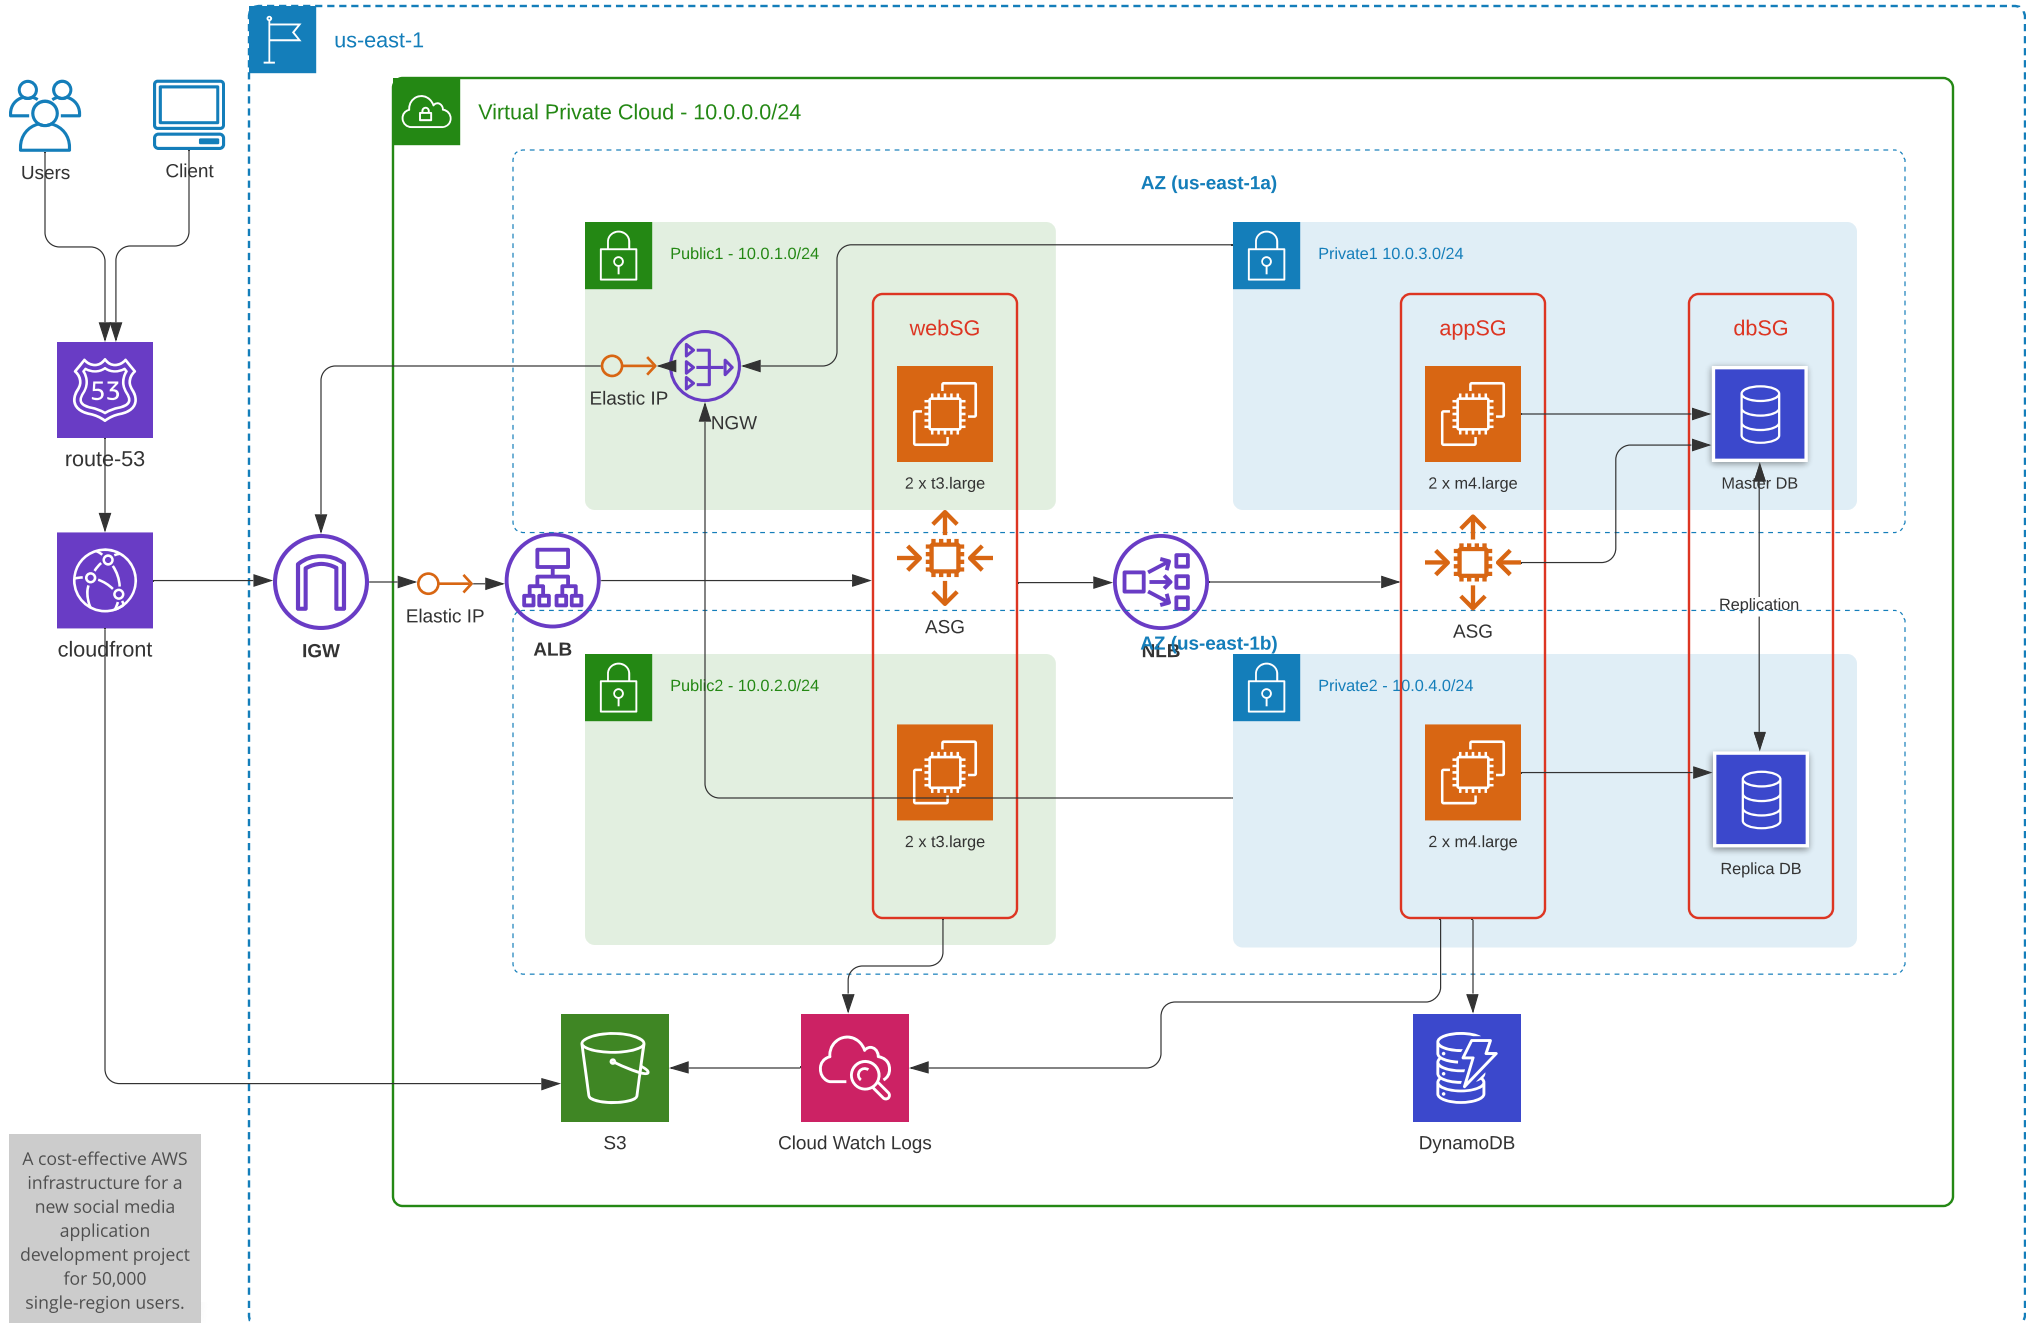 us-east-1
Virtual Private Cloud - 10.0.0.0/24
Users
Client
AZ (us-east-1a)
Public1 - 10.0.1.0/24
Private1 10.0.3.0/24
webSG
appSG
dbSG
53
Elastic IP
NGW
route-53
2 x t3.large
2 x m4.large
Master DB
cloudfront
IGW
Elastic IP
ALB
ASG
NLB
ASG
Replication
AZ (us-east-1b)
Public2 - 10.0.2.0/24
Private2 - 10.0.4.0/24
2 x t3.large
2 x m4.large
Replica DB
S3
Cloud Watch Logs
DynamoDB
A cost-effective AWS
infrastructure for a
new social media
application
development project
for 50,000
single-region users.